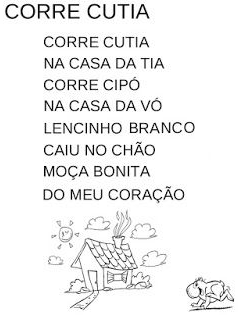 CORRE CUTIA
CORRE CUTIA
NA CASA DA TIA
CORRE CIPÓ
NA CASA DA VÓ
LENCINHO BRANCO
CAIU NO CHÃO
MOÇA BONITA
DO MEU CORAÇÃO